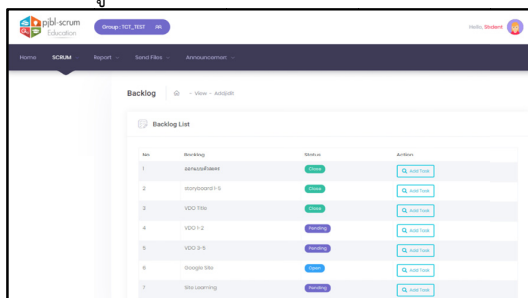 pjbl-scrum
Education
Group : TCT_TEST RR
Hello, Student
Home SCRUM Report Send Files Announcement
Backlog - View - Add/Edit
Backlog List
No Backlog Status Action
1 Close Add Task
2 storyboard 1-5 Close Add Task
3 VDO Title Close Add Task
4 VDO 1-2 Pending Add Task
5 VDO 3-5 Pending Add Task
6 Google Site Open Add Task
7 Site Learning Pending Add Task